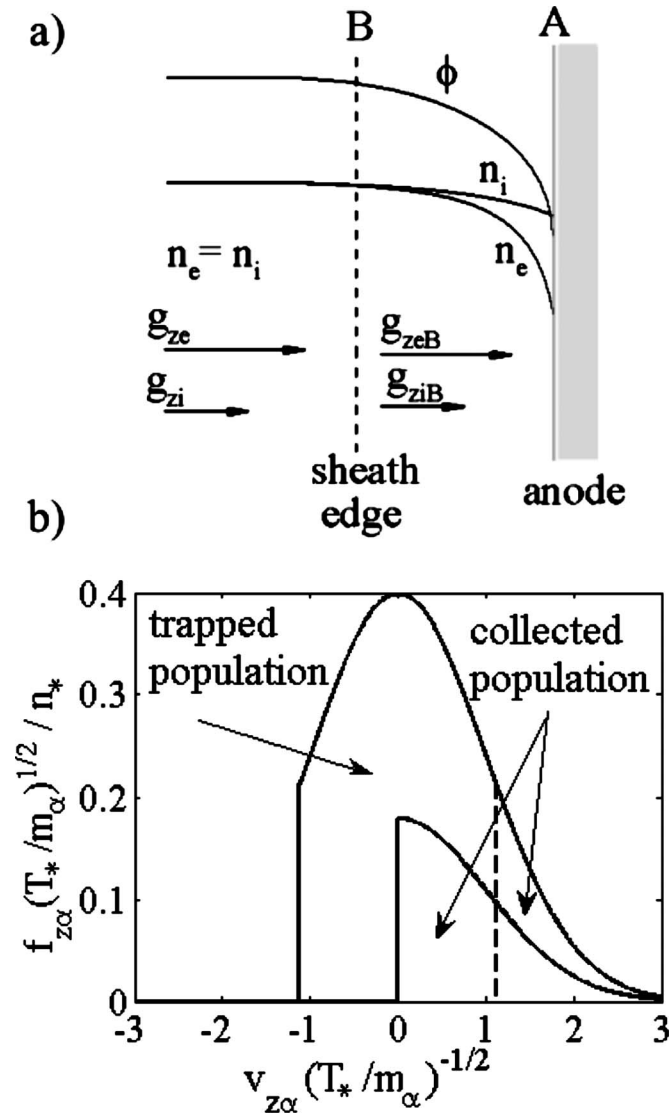 a)
B
A
ϕ
n_i
n_e
n_e = n_i
g_ze
g_zeB
g_zi
g_ziB
sheath
edge
anode
b)
trapped
population
collected
population
f_zα(T_*/m_α)^1/2 / n_*
0.4
0.3
0.2
0.1
0
-3 -2 -1 0 1 2 3
v_zα(T_*/m_α)^-1/2